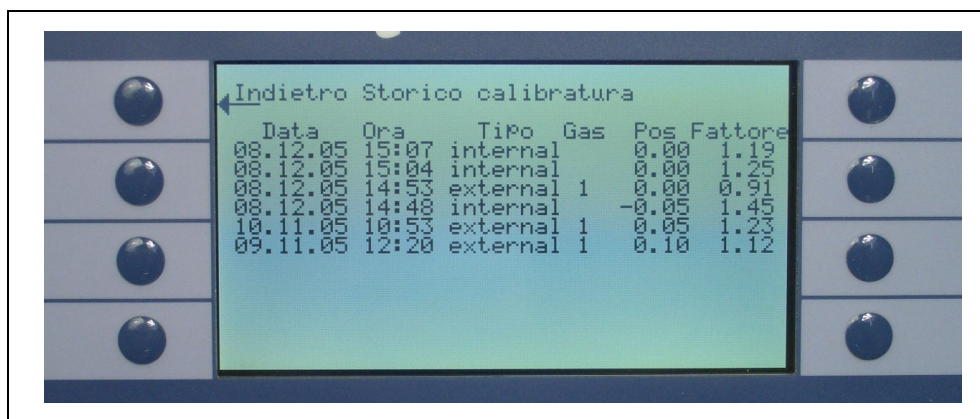 Indietro Storico calibratura
Data Ora Tipo Gas Pos Fattore
08.12.05 15:07 internal 0.00 1.19
08.12.05 15:04 internal 0.00 1.25
08.12.05 14:53 external 1 0.00 0.91
08.12.05 14:48 internal -0.05 1.45
10.11.05 10:53 external 1 0.05 1.23
09.11.05 12:20 external 1 0.10 1.12